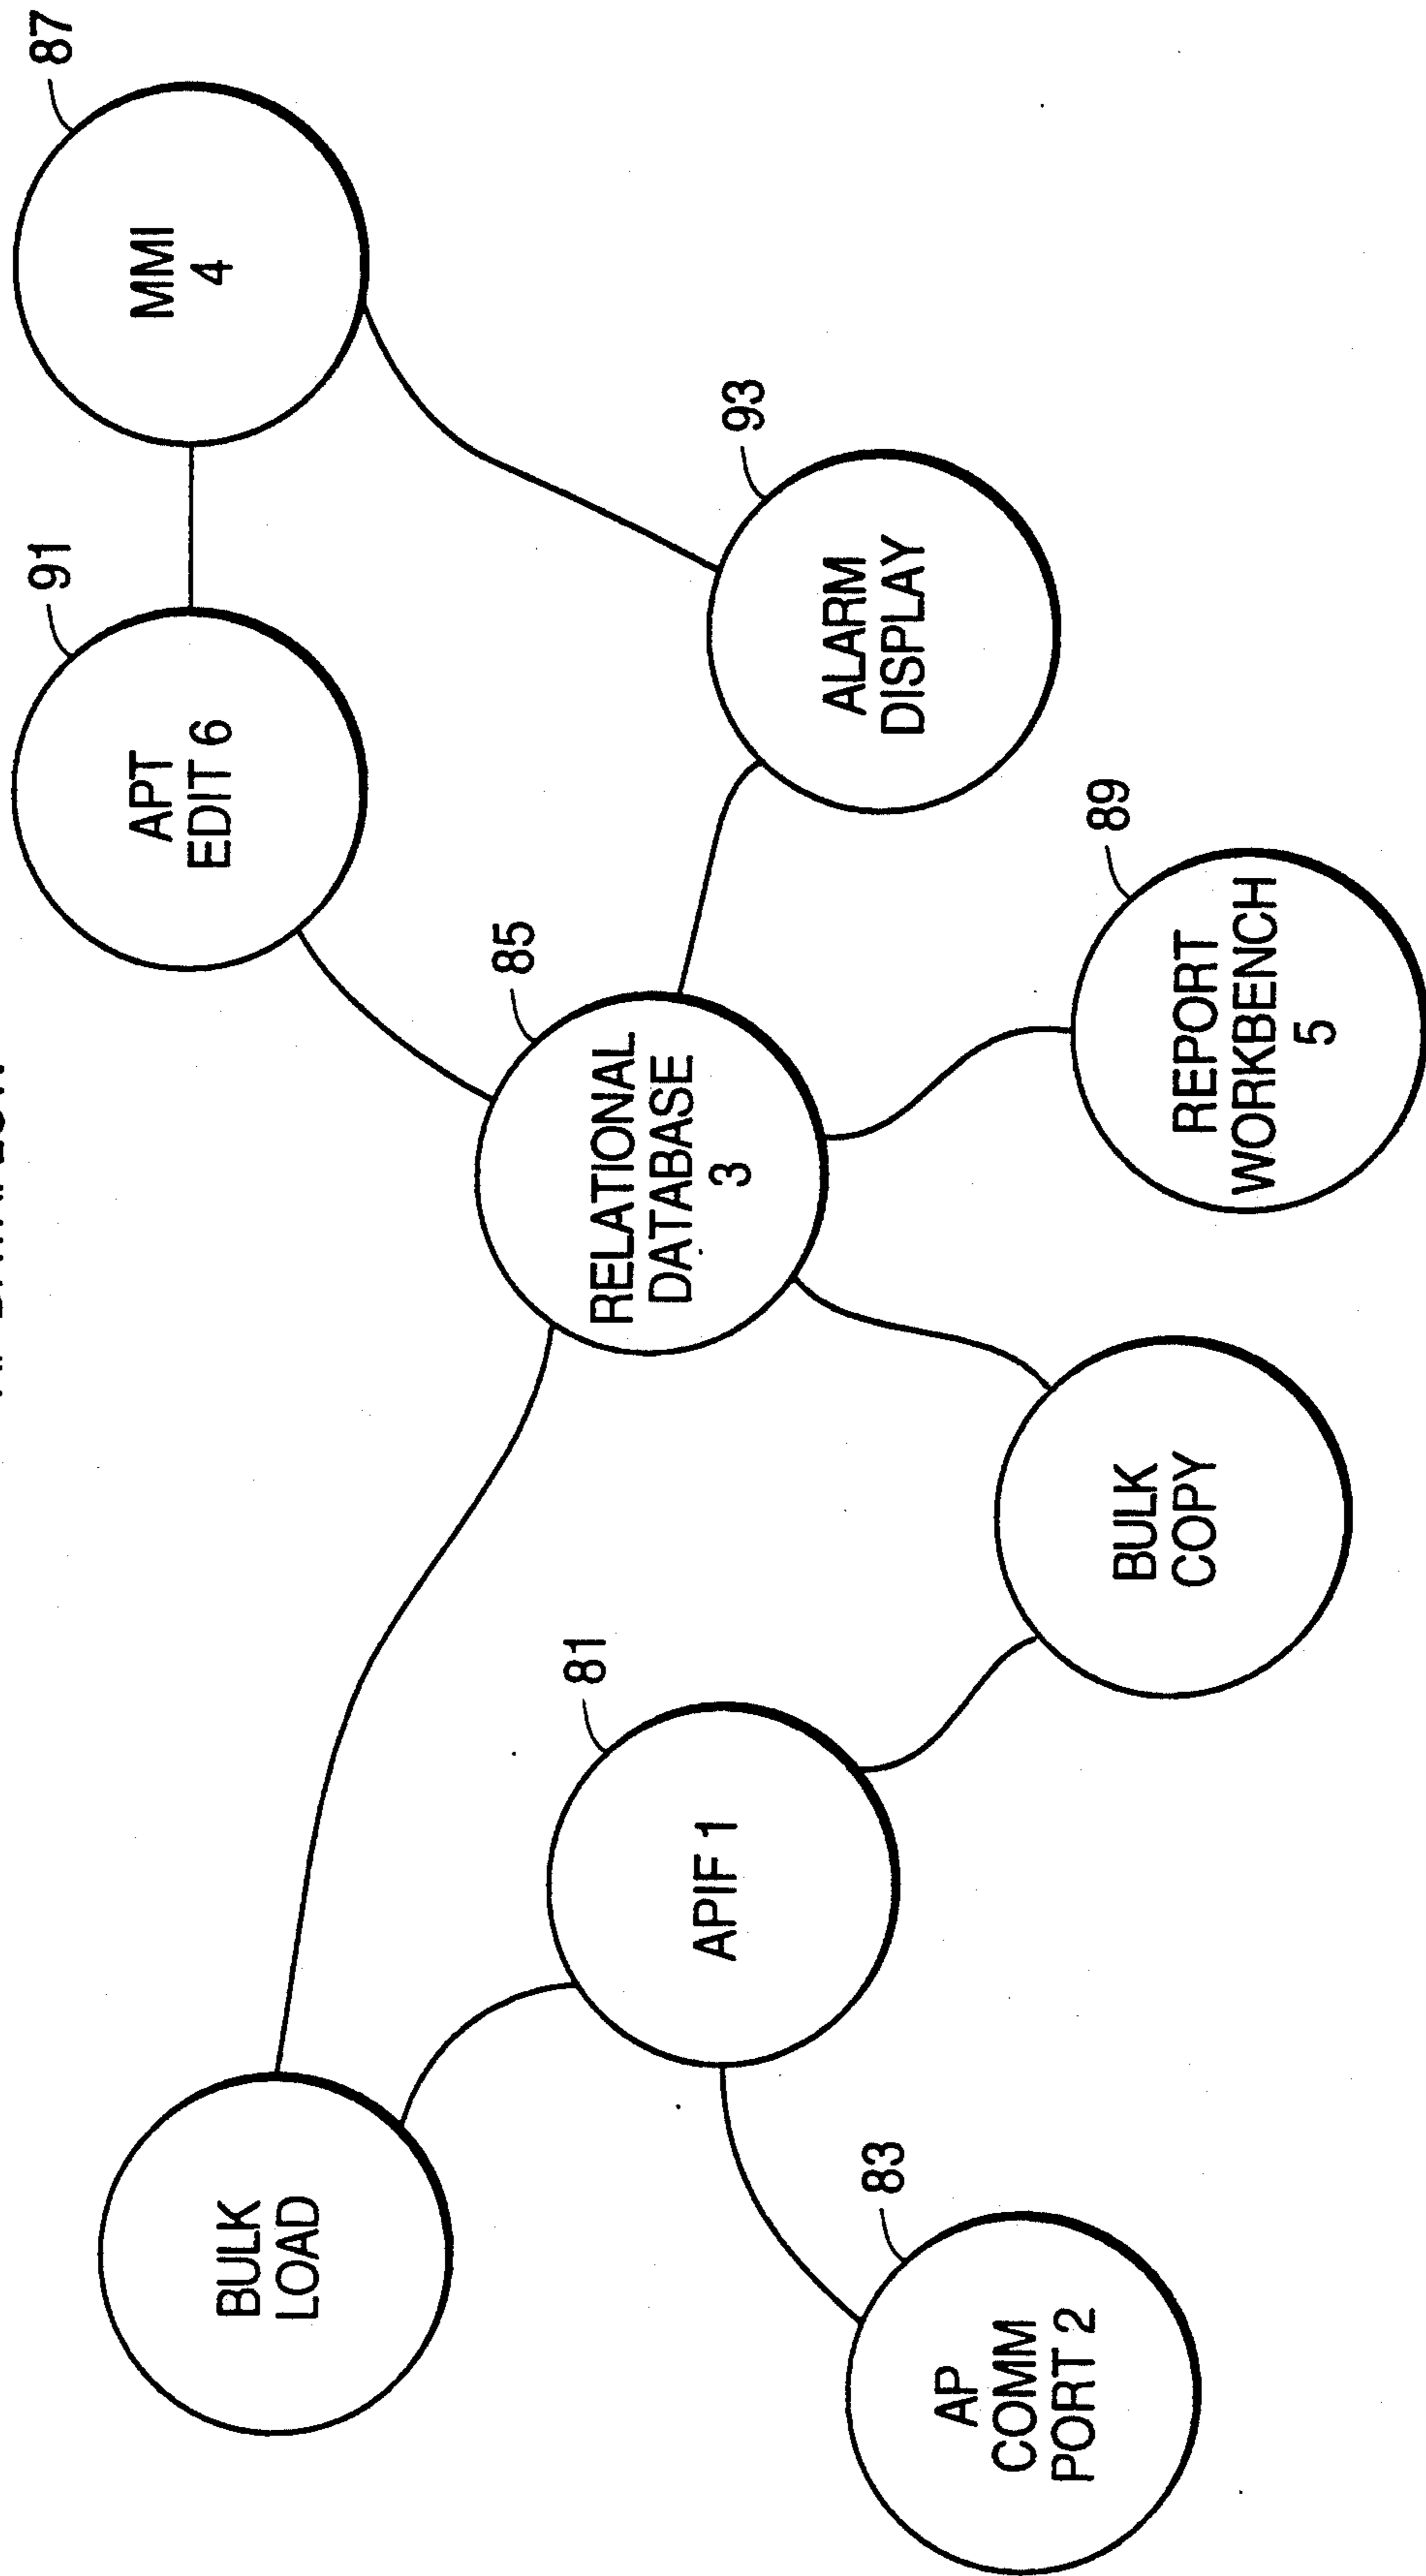 BULK
LOAD
91
APT
EDIT 6
87
MMI
4
85
RELATIONAL
DATABASE
3
81
APIF 1
93
ALARM
DISPLAY
83
AP
COMM
PORT 2
BULK
COPY
89
REPORT
WORKBENCH
5